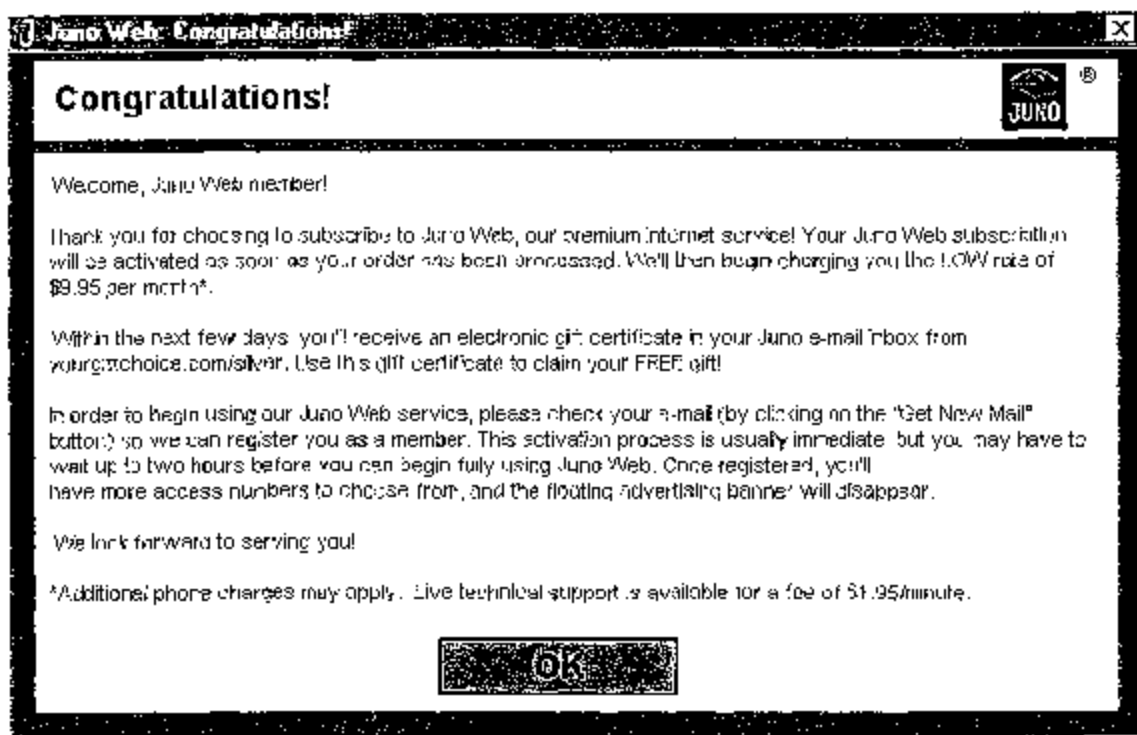 Juno Web: Congratulations!
Congratulations!
JUNO ®
Welcome, Juno Web member!
Thank you for choosing to subscribe to Juno Web, our premium Internet service! Your Juno Web subscription
will be activated as soon as your order has been processed. We'll then begin charging you the LOW rate of
$9.95 per month*.
Within the next few days, you'll receive an electronic gift certificate in your Juno e-mail inbox from
yourgiftchoice.com/silver. Use this gift certificate to claim your FREE gift!
In order to begin using our Juno Web service, please check your e-mail (by clicking on the "Get New Mail"
button) so we can register you as a member. This activation process is usually immediate, but you may have to
wait up to two hours before you can begin fully using Juno Web. Once registered, you'll
have more access numbers to choose from, and the floating advertising banner will disappear.
We look forward to serving you!
*Additional phone charges may apply. Live technical support is available for a fee of $1.95/minute.
OK